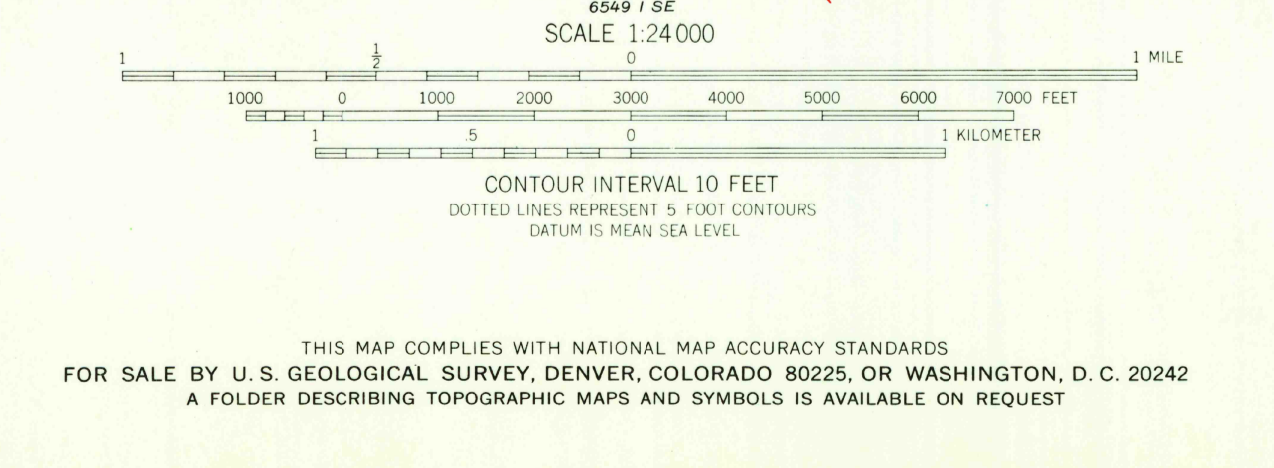 6549 I SE
SCALE 1:24 000
1 1/2 0 1 MILE
1000 0 1000 2000 3000 4000 5000 6000 7000 FEET
1 .5 0 1 KILOMETER
CONTOUR INTERVAL 10 FEET
DOTTED LINES REPRESENT 5 FOOT CONTOURS
DATUM IS MEAN SEA LEVEL
THIS MAP COMPLIES WITH NATIONAL MAP ACCURACY STANDARDS
FOR SALE BY U. S. GEOLOGICAL SURVEY, DENVER, COLORADO 80225, OR WASHINGTON, D. C. 20242
A FOLDER DESCRIBING TOPOGRAPHIC MAPS AND SYMBOLS IS AVAILABLE ON REQUEST